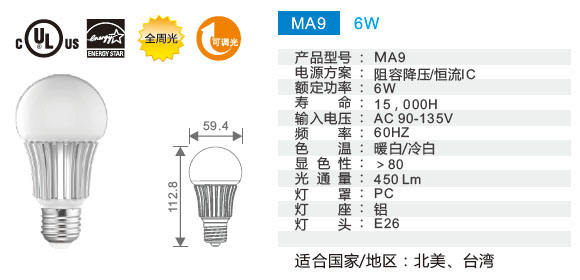 C UL US
ENERGY STAR
全周光
可调光
59.4
112.8
MA9 6W
产品型号： MA9
电源方案： 阻容降压/恒流IC
额定功率： 6W
寿 命： 15，000H
输入电压： AC 90-135V
频 率： 60HZ
色 温： 暖白/冷白
显 色 性： ＞80
光 通 量： 450 Lm
灯 罩： PC
灯 座： 铝
灯 头： E26
适合国家/地区：北美、台湾